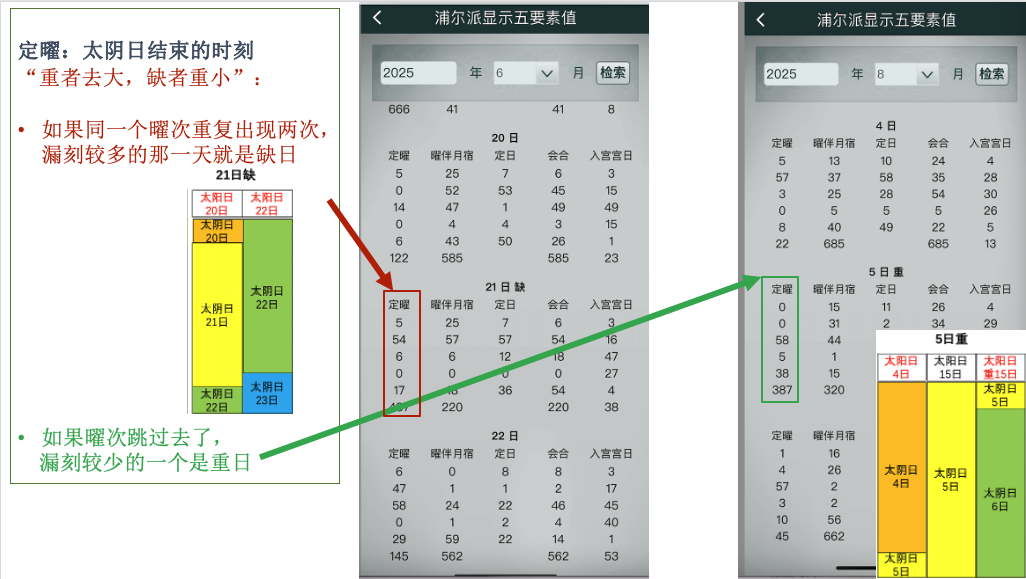 定曜：太阴日结束的时刻
“重者去大，缺者重小”：
• 如果同一个曜次重复出现两次，
漏刻较多的那一天就是缺日
21日缺
太阳日 太阳日
20日 22日
太阴日
20日
太阴日
21日
太阴日
22日
太阴日
22日
太阴日
23日
• 如果曜次跳过去了，
漏刻较少的一个是重日
浦尔派显示五要素值
2025 年 6 月 检索
666 41 41 8
20 日
定曜 曜伴月宿 定日 会合 入宫宫日
5 25 7 6 3
0 52 53 45 15
14 47 1 49 49
0 4 4 3 15
6 43 50 26 1
122 585 585 23
21 日 缺
定曜 曜伴月宿 定日 会合 入宫宫日
5 25 7 6 3
54 57 57 54 16
6 6 12 18 47
0 0 0 0 27
17 36 54 4
220 220 38
22 日
定曜 曜伴月宿 定日 会合 入宫宫日
6 0 8 8 3
47 1 1 2 17
58 24 22 46 45
0 1 2 4 40
29 59 22 14 1
145 562 562 53
浦尔派显示五要素值
2025 年 8 月 检索
4 日
定曜 曜伴月宿 定日 会合 入宫宫日
5 13 10 24 4
57 37 58 35 28
3 25 28 54 30
0 5 5 5 26
8 40 49 22 5
22 685 685 13
5 日 重
定曜 曜伴月宿 定日 会合 入宫宫日
0 15 11 26 4
0 31 2 34 29
58 44
5 1
38 15
387 320
定曜 曜伴月宿
1 16
4 26
57 2
3 2
10 56
45 662
5日重
太阳日 太阳日 太阳日
4日 15日 重15日
太阴日
4日
太阴日
5日
太阴日
5日
太阴日
5日
太阴日
6日